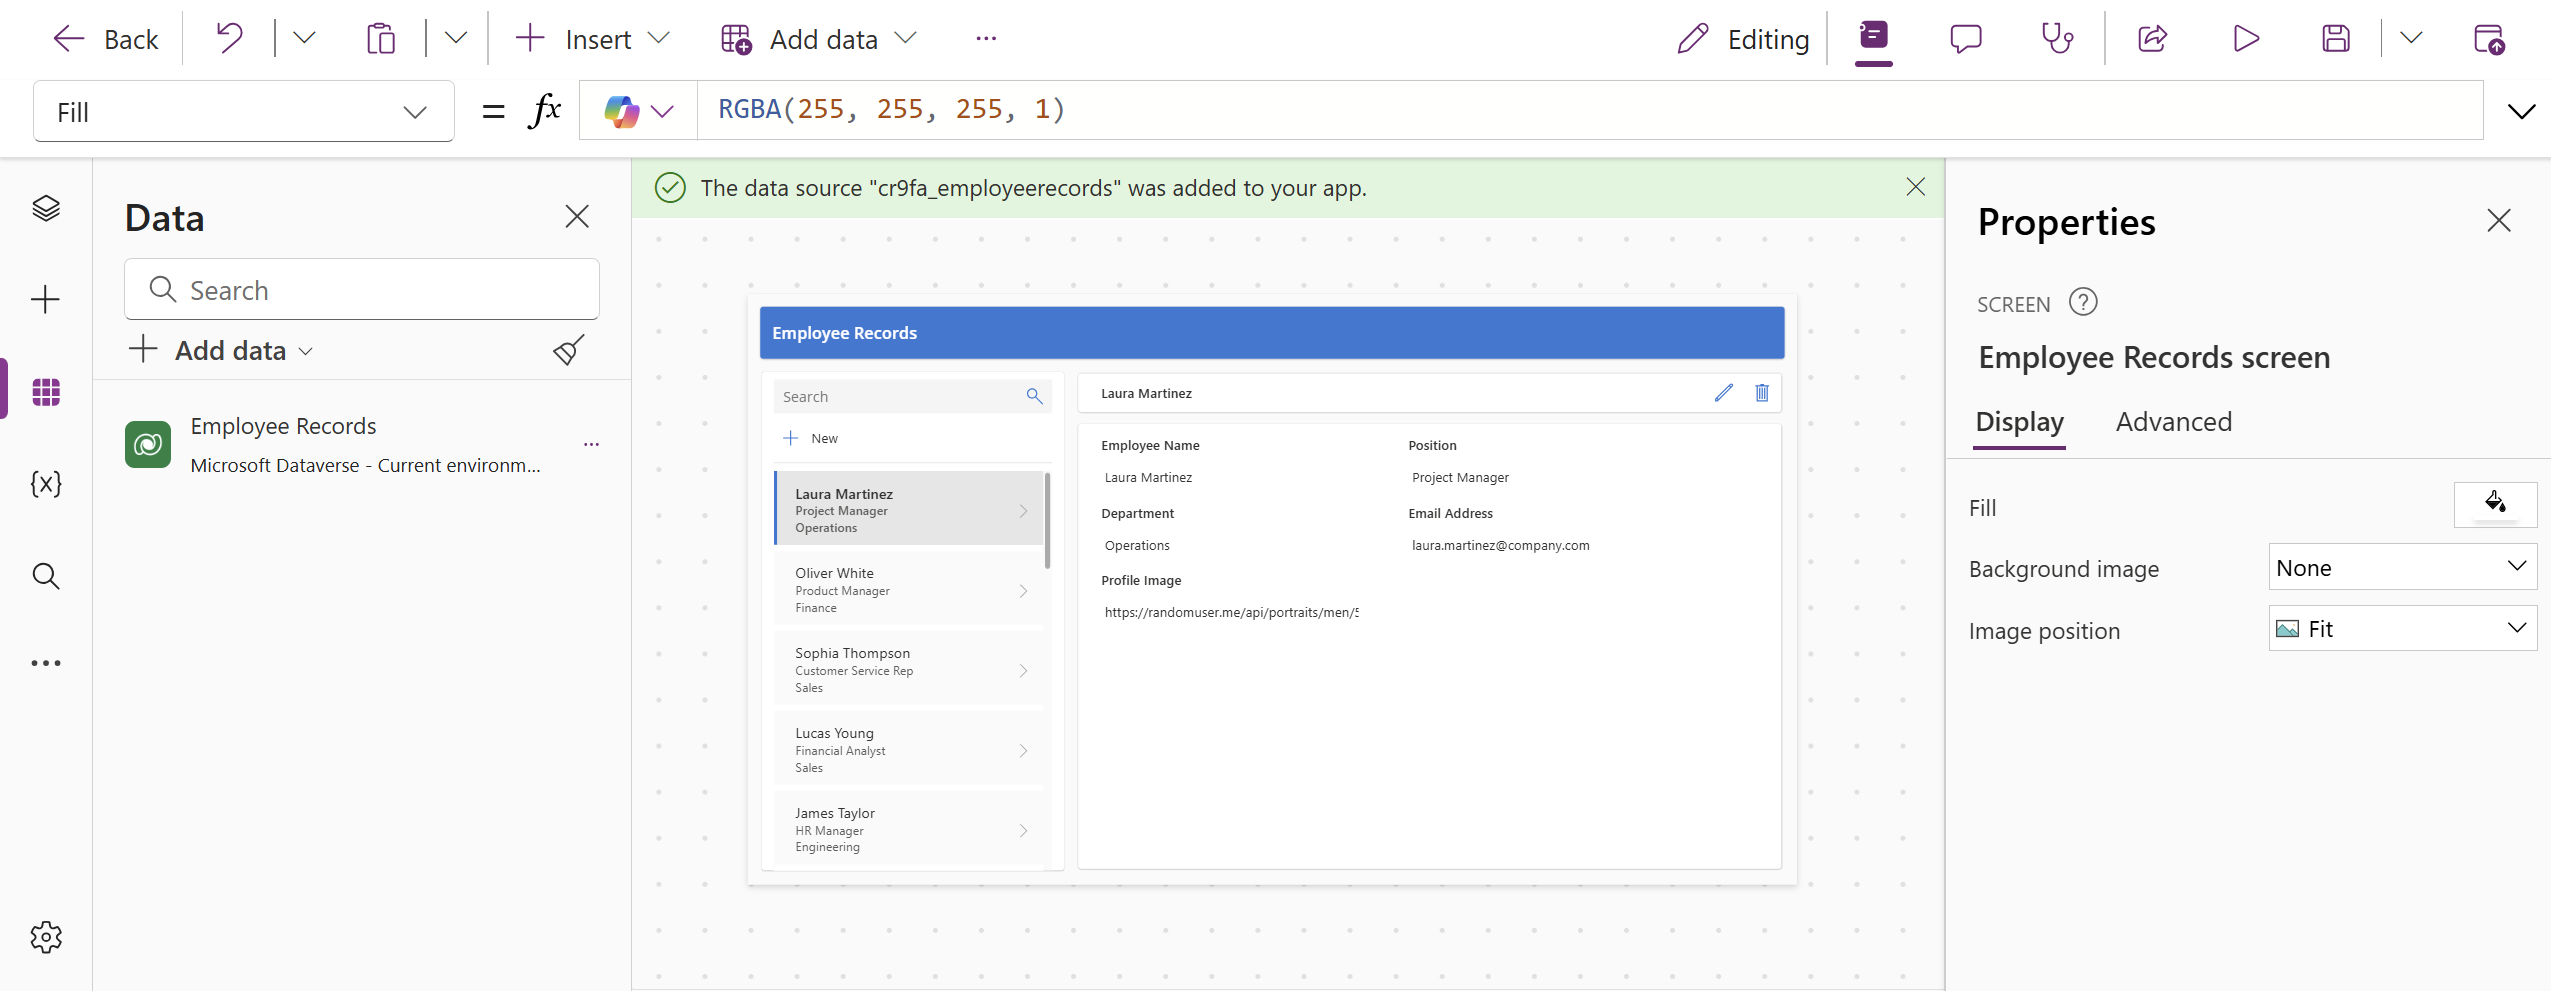 Back
Insert
Add data
Editing
Fill
= fx
RGBA(255, 255, 255, 1)
Data
Search
Add data
Employee Records
Microsoft Dataverse - Current environm...
The data source "cr9fa_employeerecords" was added to your app.
Employee Records
Search
New
Laura Martinez
Project Manager
Operations
Oliver White
Product Manager
Finance
Sophia Thompson
Customer Service Rep
Sales
Lucas Young
Financial Analyst
Sales
James Taylor
HR Manager
Engineering
Laura Martinez
Employee Name
Position
Laura Martinez
Project Manager
Department
Email Address
Operations
laura.martinez@company.com
Profile Image
https://randomuser.me/api/portraits/men/5
Properties
SCREEN
Employee Records screen
Display
Advanced
Fill
Background image
None
Image position
Fit